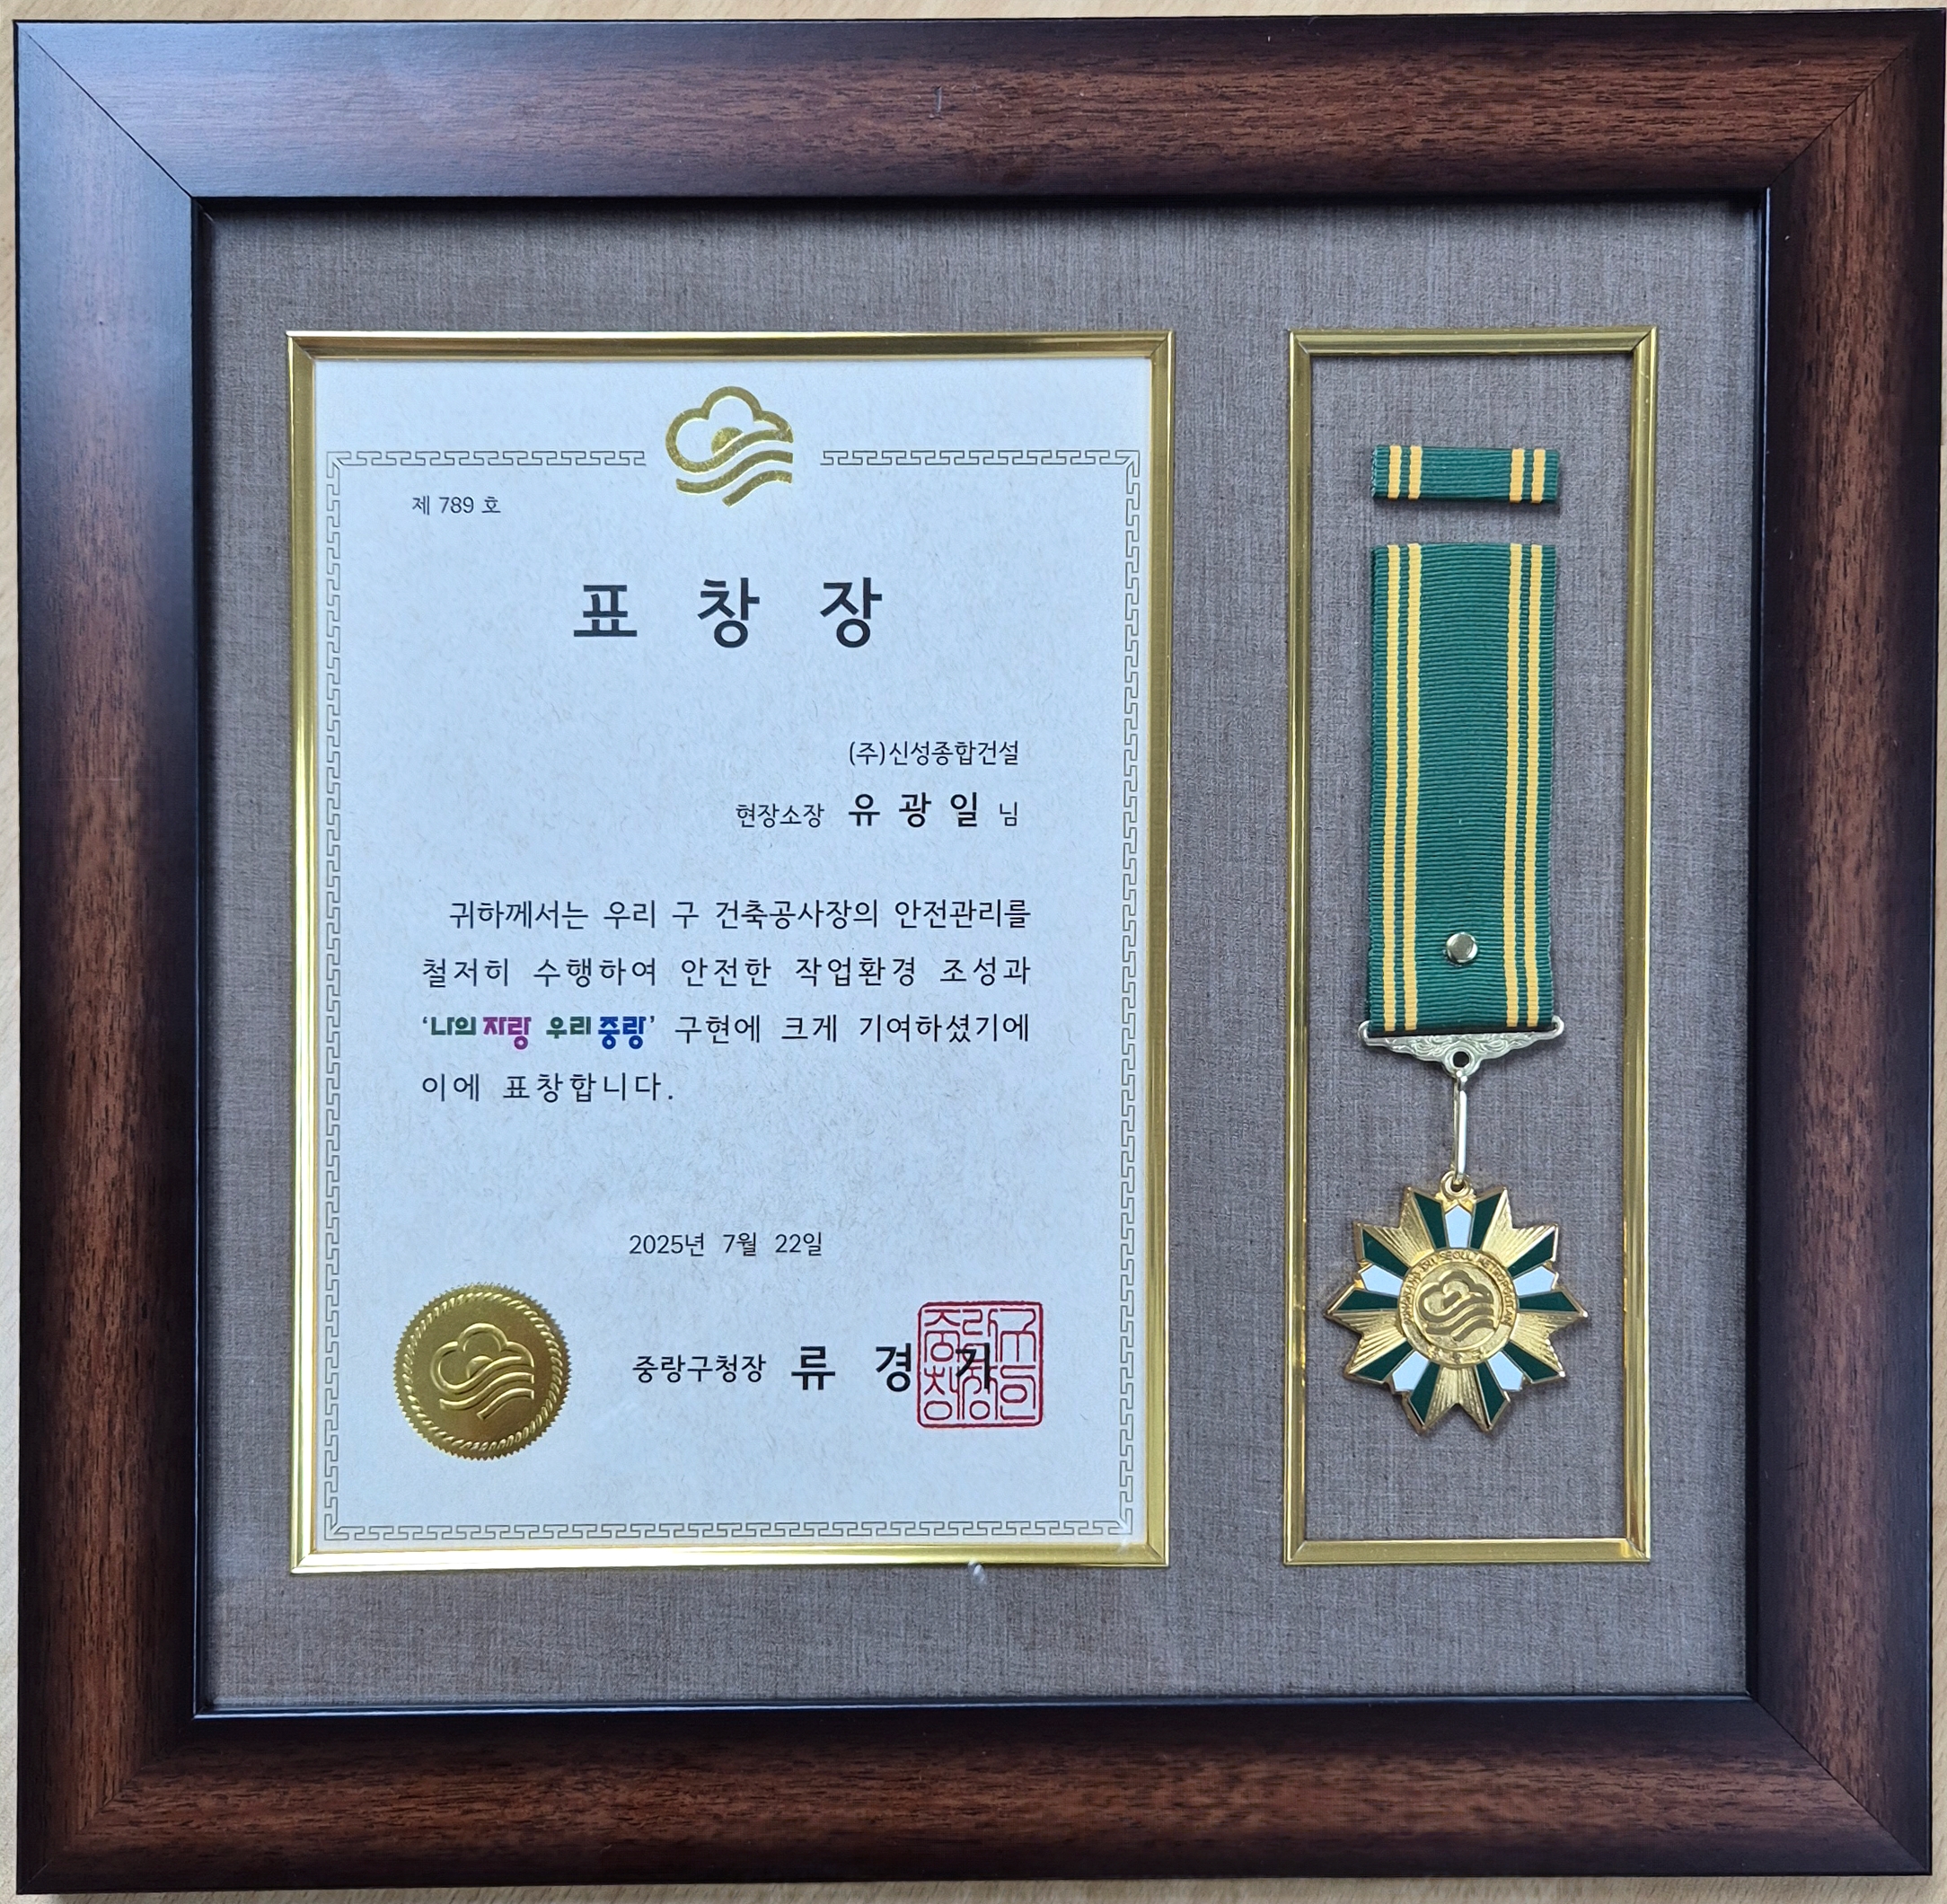 제 789 호
표 창 장
(주)신성종합건설
현장소장 유 광 일 님
귀하께서는 우리 구 건축공사장의 안전관리를
철저히 수행하여 안전한 작업환경 조성과
‘나의 자랑 우리 중랑’ 구현에 크게 기여하셨기에
이에 표창합니다.
2025년 7월 22일
중랑구청장 류 경 기